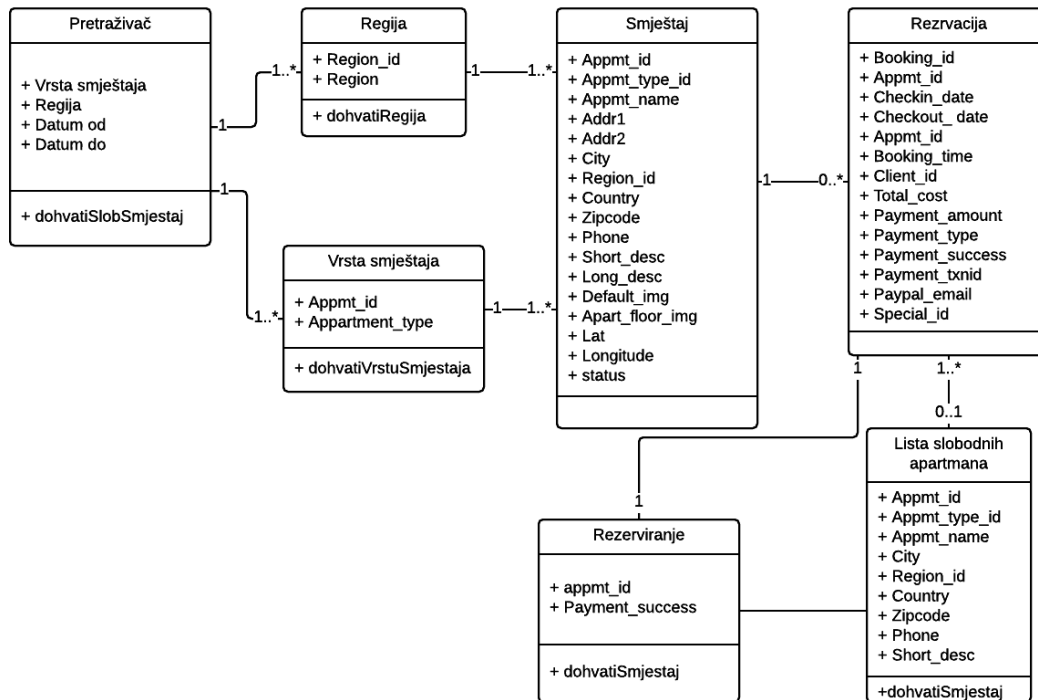 Pretraživač
+ Vrsta smještaja
+ Regija
+ Datum od
+ Datum do
+ dohvatiSlobSmjestaj
1
1..*
1
1..*
Regija
+ Region_id
+ Region
+ dohvatiRegija
1
1..*
Vrsta smještaja
+ Appmt_id
+ Appartment_type
+ dohvatiVrstuSmjestaja
1
1..*
Smještaj
+ Appmt_id
+ Appmt_type_id
+ Appmt_name
+ Addr1
+ Addr2
+ City
+ Region_id
+ Country
+ Zipcode
+ Phone
+ Short_desc
+ Long_desc
+ Default_img
+ Apart_floor_img
+ Lat
+ Longitude
+ status
1
0..*
Rezrvacija
+ Booking_id
+ Appmt_id
+ Checkin_date
+ Checkout_ date
+ Appmt_id
+ Booking_time
+ Client_id
+ Total_cost
+ Payment_amount
+ Payment_type
+ Payment_success
+ Payment_txnid
+ Paypal_email
+ Special_id
1
1..*
0..1
1
Rezerviranje
+ appmt_id
+ Payment_success
+ dohvatiSmjestaj
Lista slobodnih
apartmana
+ Appmt_id
+ Appmt_type_id
+ Appmt_name
+ City
+ Region_id
+ Country
+ Zipcode
+ Phone
+ Short_desc
+dohvatiSmjestaj